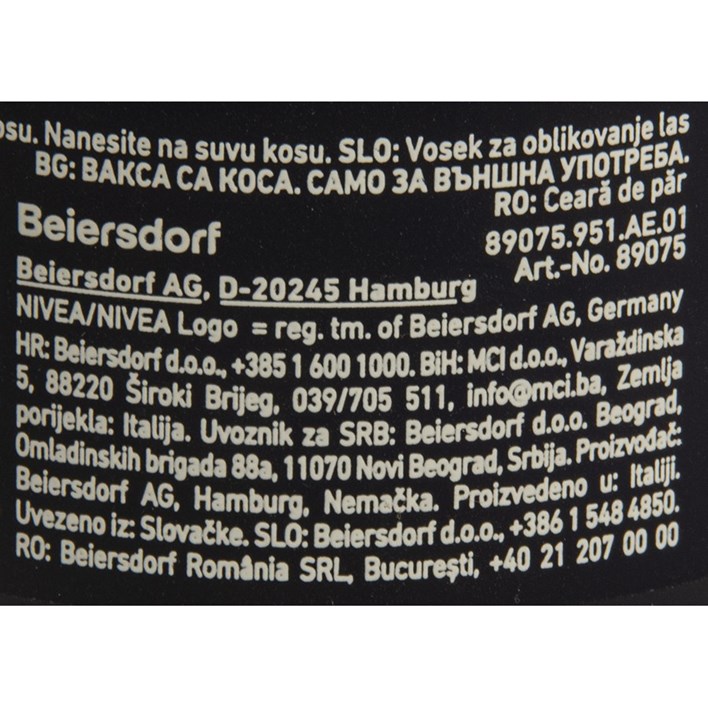 osu. Nanesite na suvu kosu. SLO: Vosek za oblikovanje las
BG: ВАКСА СА КОСА. САМО ЗА ВЪНШНА УПОТРЕБА.
RO: Ceară de păr
Beiersdorf
89075.951.AE.01
Art.-No. 89075
Beiersdorf AG, D-20245 Hamburg
NIVEA/NIVEA Logo = reg. tm. of Beiersdorf AG, Germany
HR: Beiersdorf d.o.o., +385 1 600 1000. BiH: MCI d.o.o., Varaždinska
5, 88220 Široki Brijeg, 039/705 511, info@mci.ba, Zemlja
porijekla: Italija. Uvoznik za SRB: Beiersdorf d.o.o. Beograd,
Omladinskih brigada 88a, 11070 Novi Beograd, Srbija. Proizvođač:
Beiersdorf AG, Hamburg, Nemačka. Proizvedeno u: Italiji.
Uvezeno iz: Slovačke. SLO: Beiersdorf d.o.o., +386 1 548 4850.
RO: Beiersdorf România SRL, Bucureşti, +40 21 207 00 00